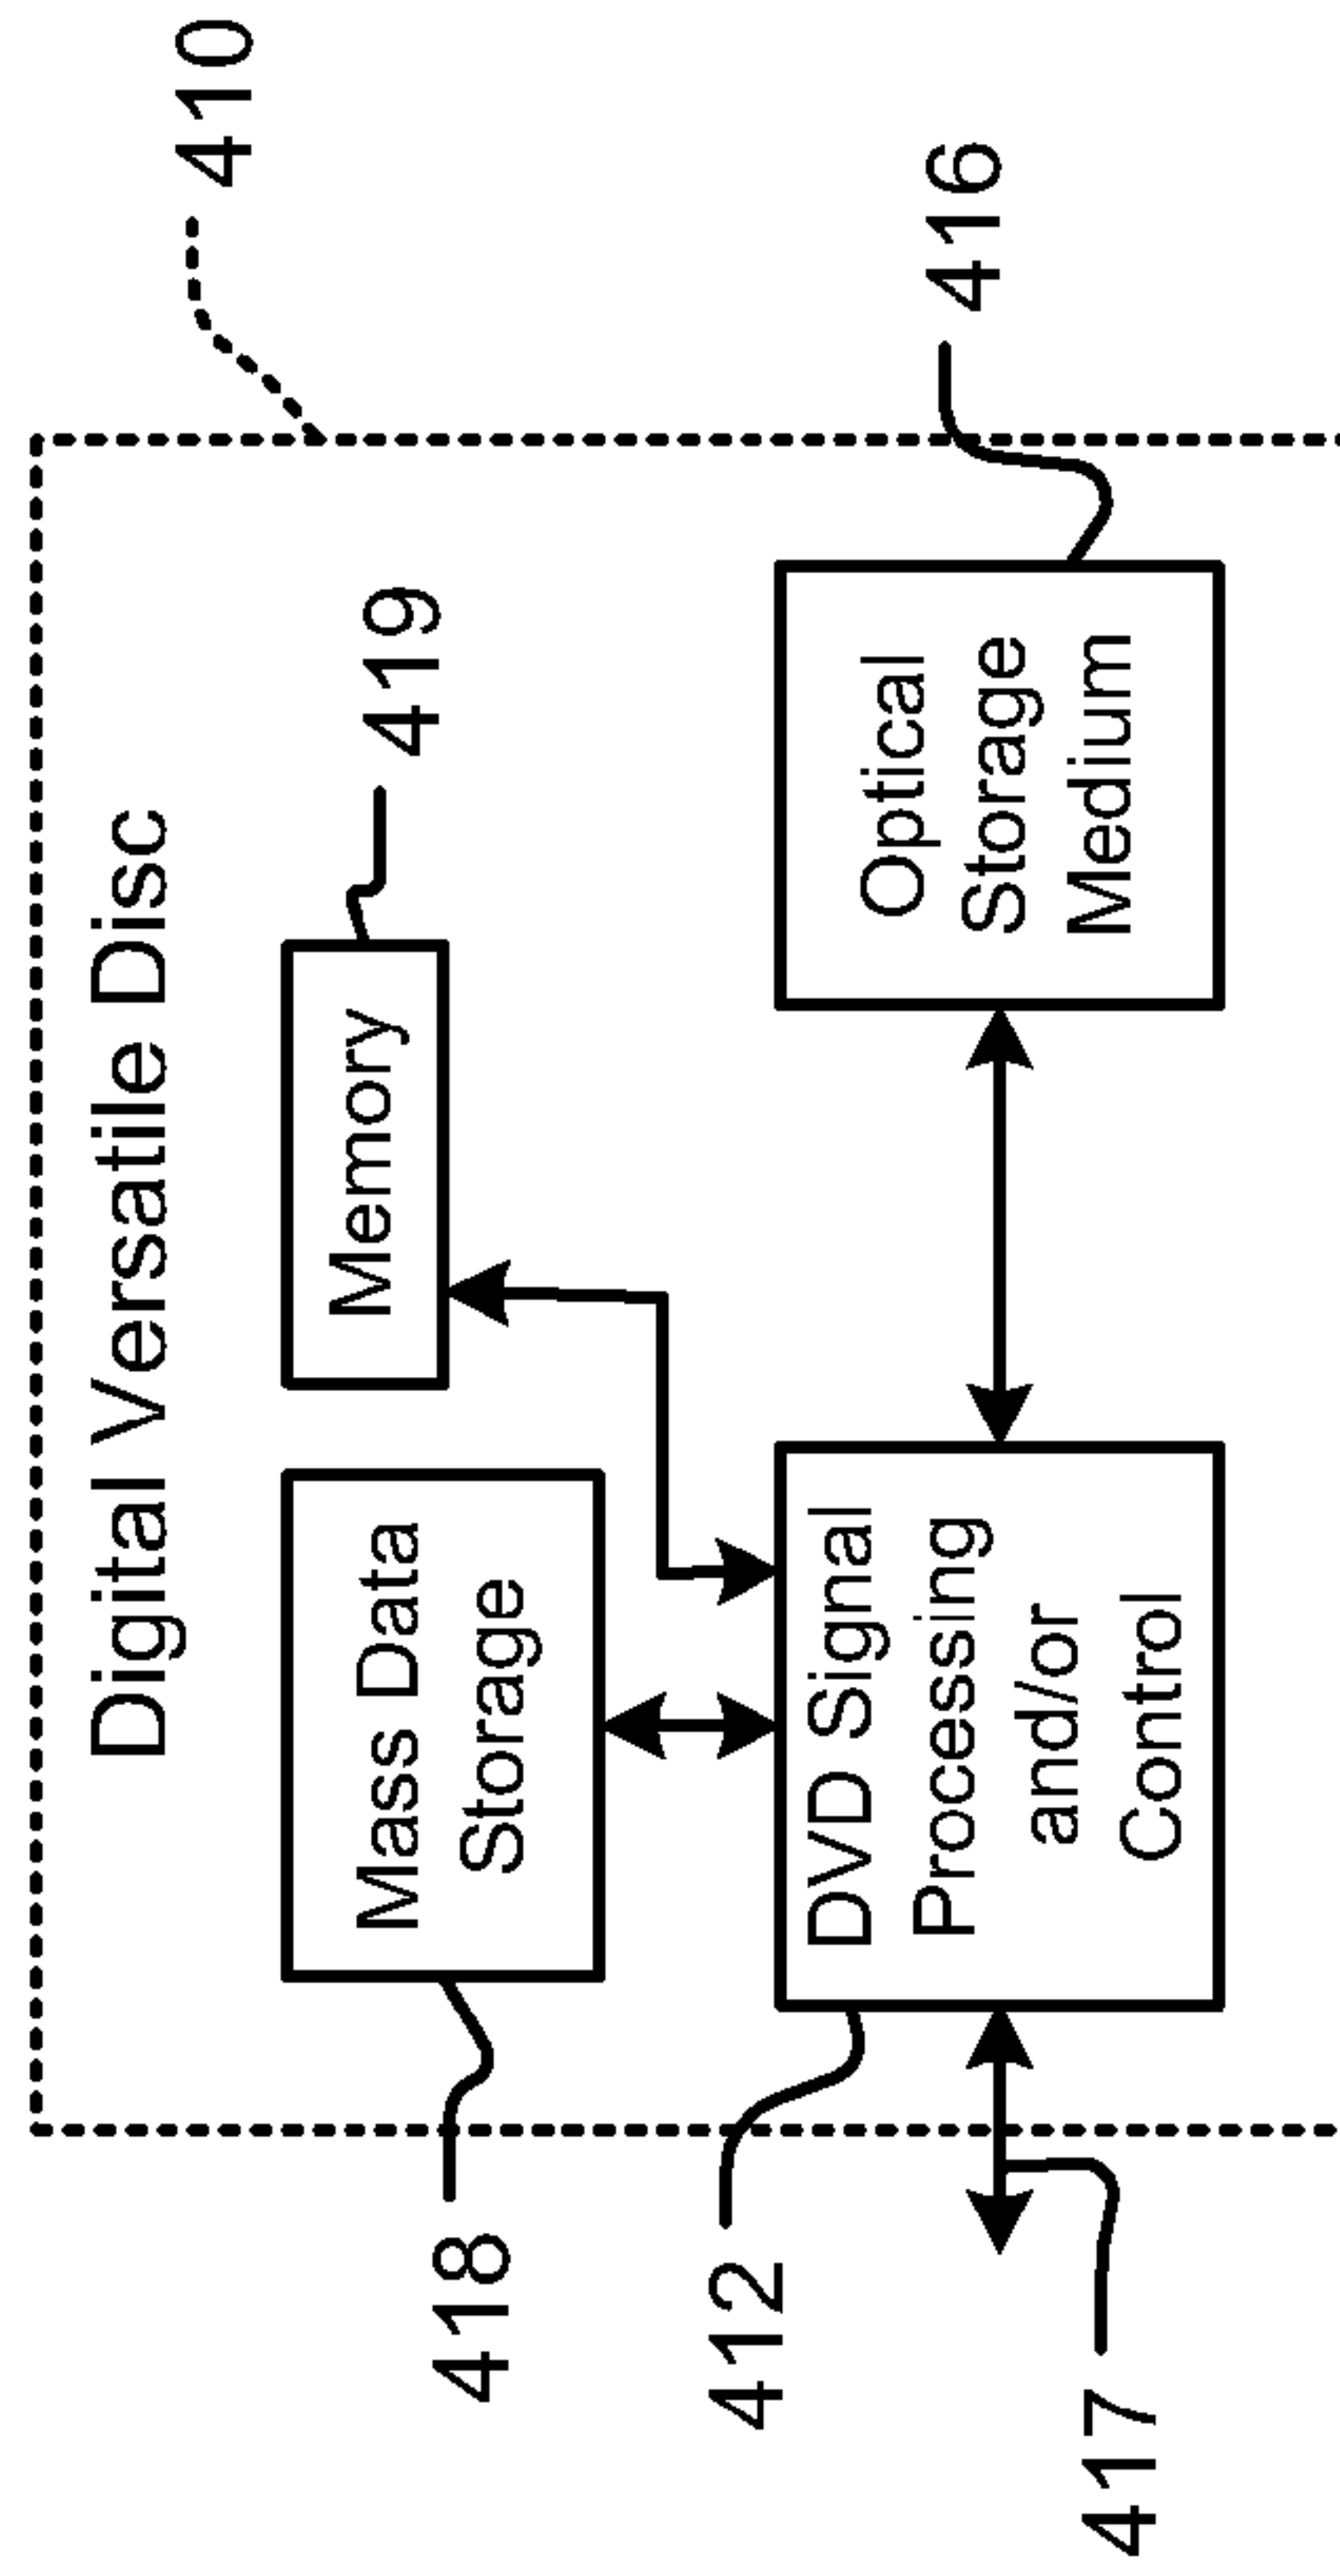 410
Digital Versatile Disc
418
Mass Data
Storage
Memory
419
412
DVD Signal
Processing
and/or
Control
Optical
Storage
Medium
416
417